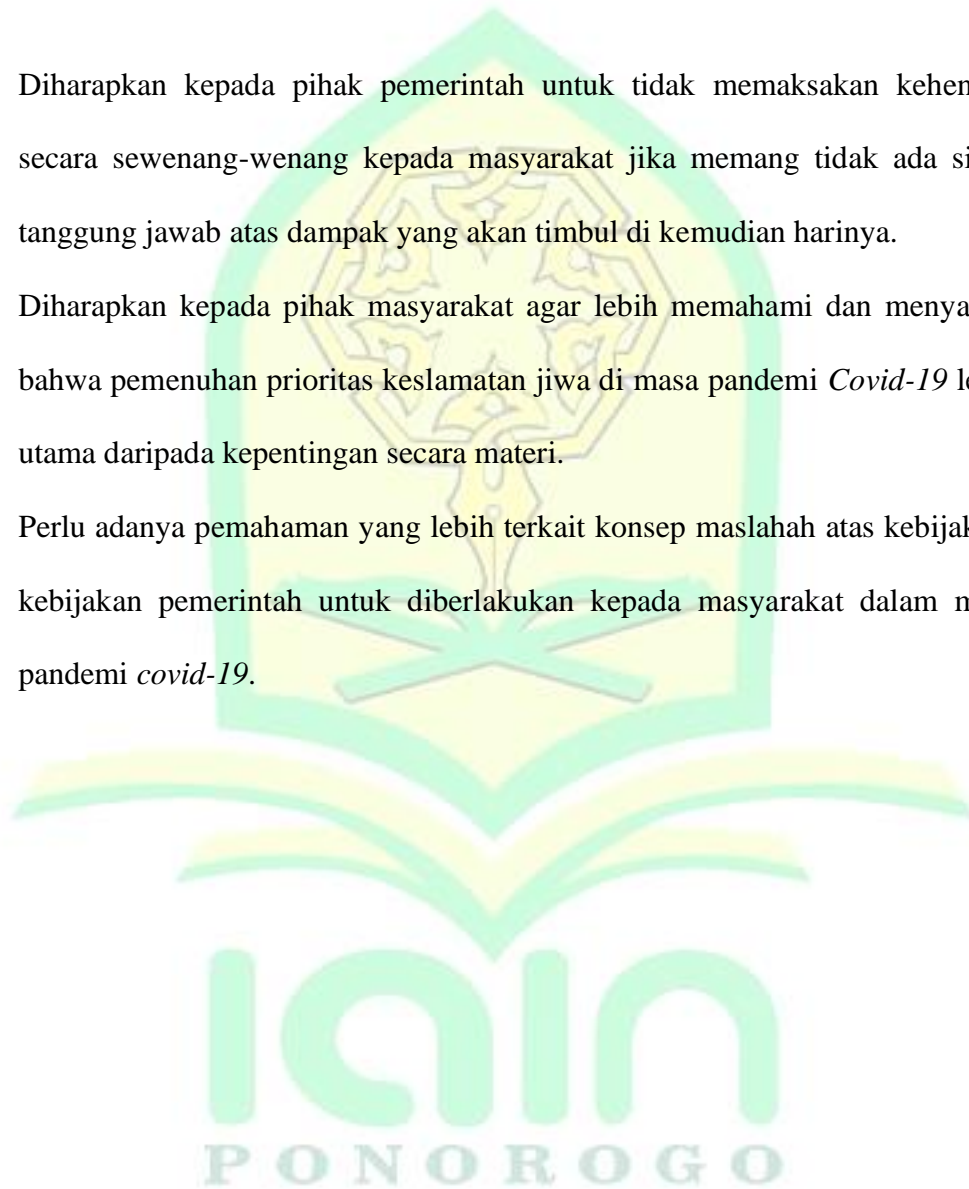 Diharapkan kepada pihak pemerintah untuk tidak memaksakan kehen
secara sewenang-wenang kepada masyarakat jika memang tidak ada si
tanggung jawab atas dampak yang akan timbul di kemudian harinya.
Diharapkan kepada pihak masyarakat agar lebih memahami dan menya
bahwa pemenuhan prioritas keslamatan jiwa di masa pandemi Covid-19 le
utama daripada kepentingan secara materi.
Perlu adanya pemahaman yang lebih terkait konsep maslahah atas kebijak
kebijakan pemerintah untuk diberlakukan kepada masyarakat dalam m
pandemi covid-19.
iain
PONOROGO